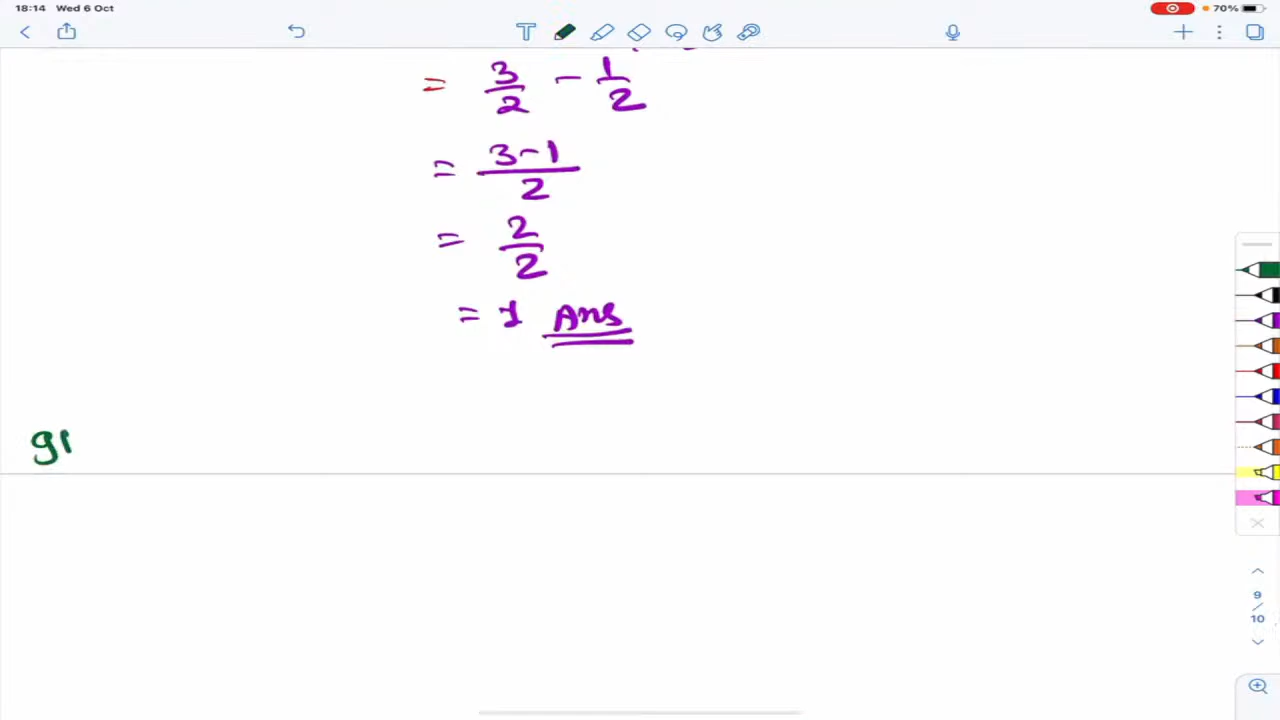 18:14 Wed 6 Oct 70%
= 3/2 - 1/2
= 3-1/2
= 2/2
= 1 Ans
9
/
10